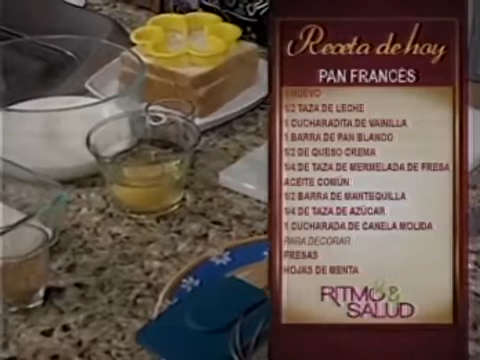 Receta de hoy
PAN FRANCÉS
1 HUEVO
1/2 TAZA DE LECHE
1 CUCHARADITA DE VAINILLA
1 BARRA DE PAN BLANDO
1/2 DE QUESO CREMA
1/4 DE TAZA DE MERMELADA DE FRESA
ACEITE COMÚN
1/2 BARRA DE MANTEQUILLA
1/4 DE TAZA DE AZÚCAR
1 CUCHARADA DE CANELA MOLIDA
PARA DECORAR
FRESAS
HOJAS DE MENTA
RITMO
SALUD